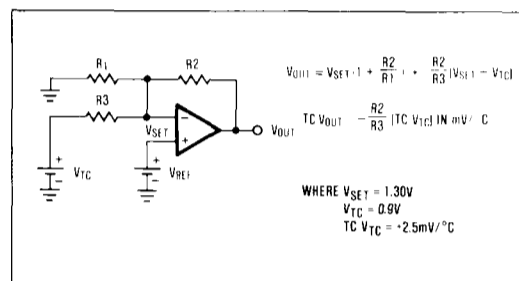 R1
R2
R3
VSET
VOUT
VTC
VREF
+
−
+
−
+
−
VOUT = VSET · 1 + R2/R1 | + R2/R3 |VSET − VTC|
TC VOUT − R2/R3 |TC VTC| IN mV/ C
WHERE VSET = 1.30V
VTC = 0.9V
TC VTC = -2.5mV/°C